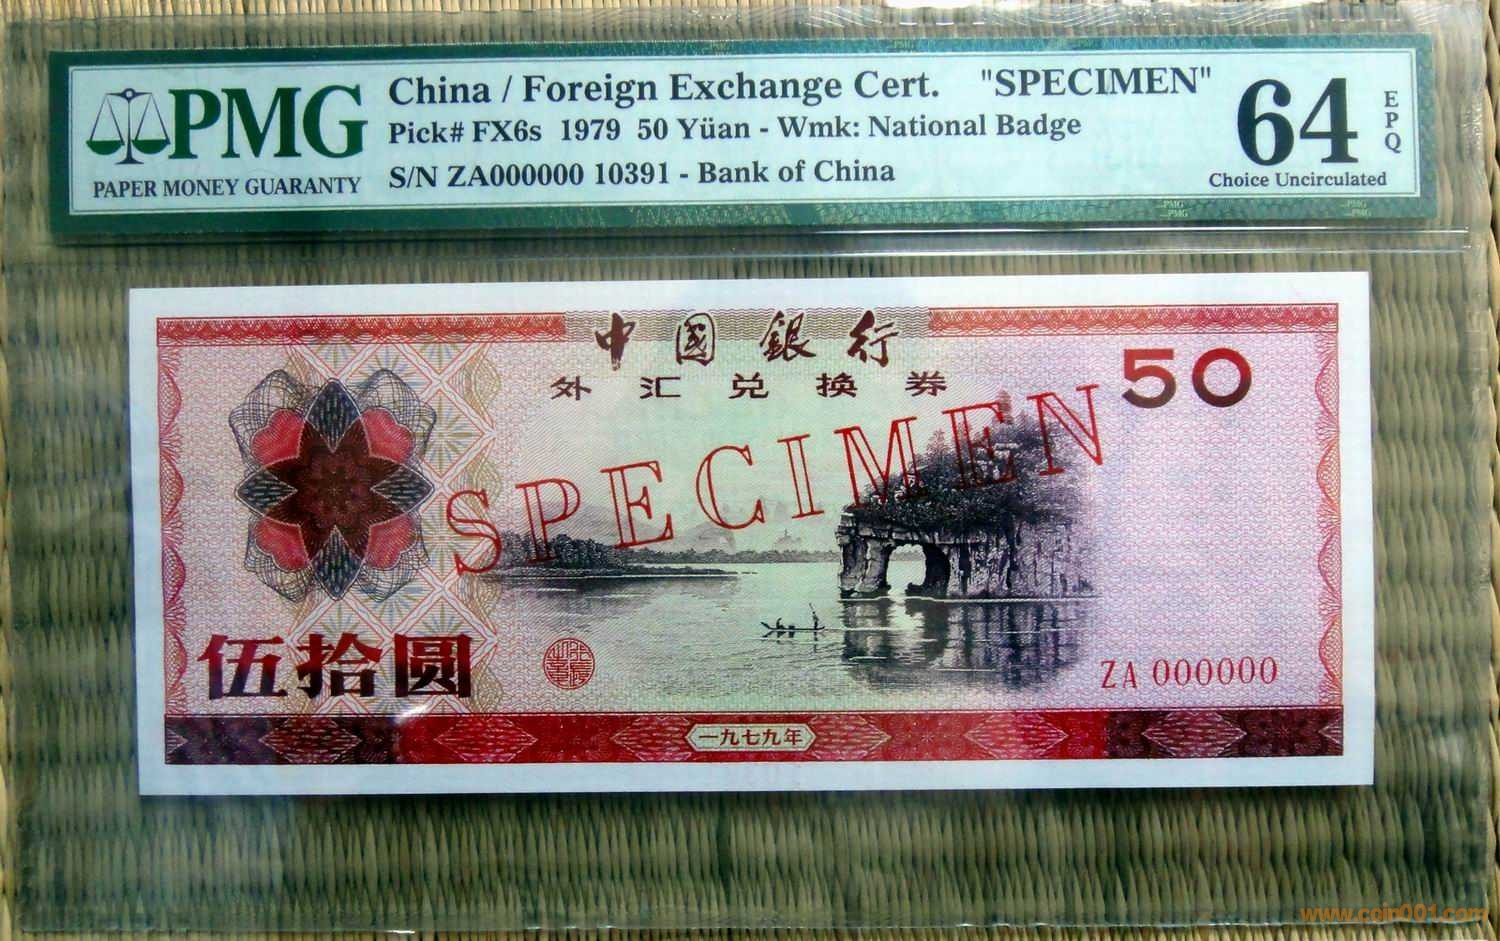 China / Foreign Exchange Cert. "SPECIMEN"
Pick# FX6s 1979 50 Yüan - Wmk: National Badge
S/N ZA000000 10391 - Bank of China
PMG
PAPER MONEY GUARANTY
64
EPQ
Choice Uncirculated
中國銀行
外汇兑换券
50
SPECIMEN
伍拾圆
ZA 000000
一九七九年
www.coin001.com